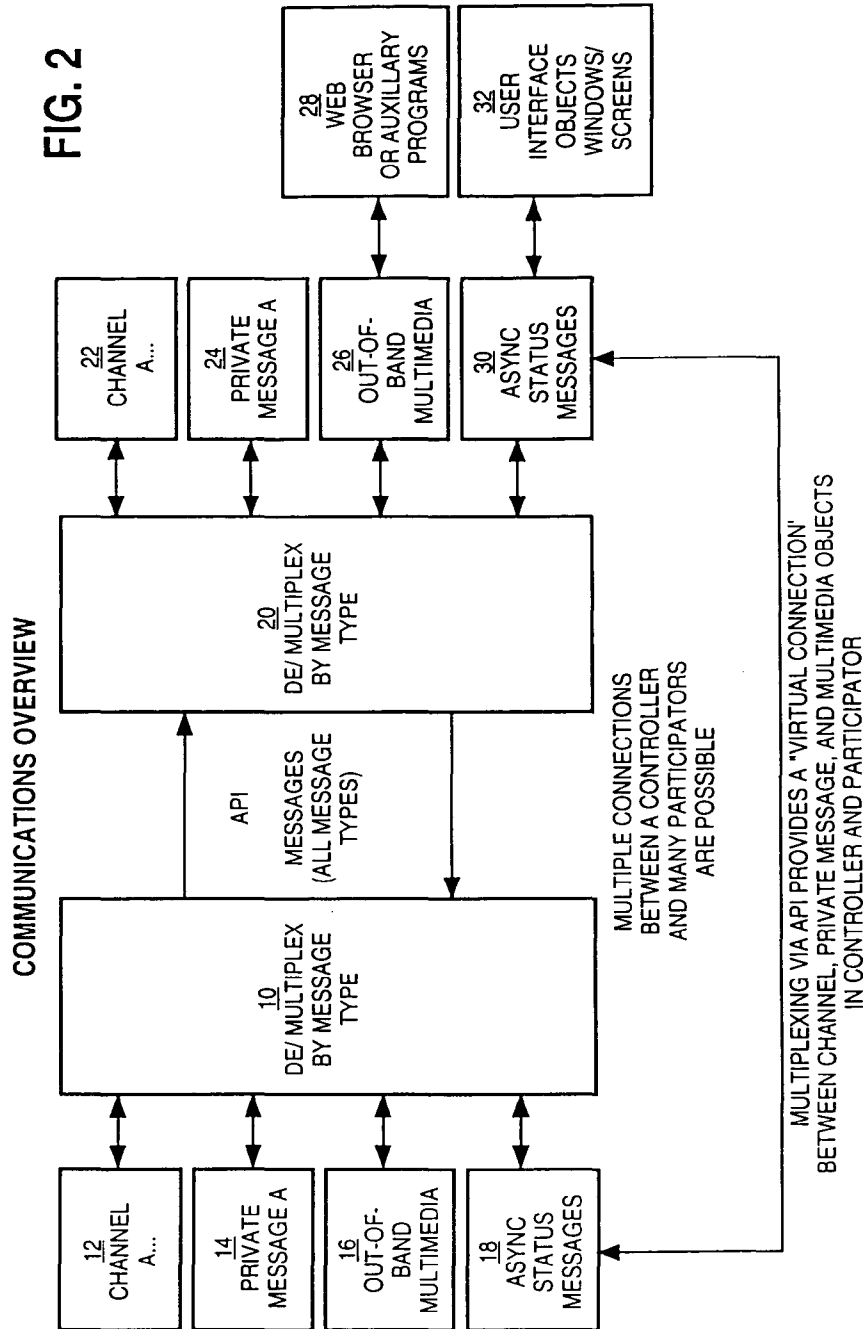 COMMUNICATIONS OVERVIEW
FIG. 2
12
CHANNEL
A...
14
PRIVATE
MESSAGE A
16
OUT-OF-
BAND
MULTIMEDIA
18
ASYNC
STATUS
MESSAGES
10
DE/ MULTIPLEX
BY MESSAGE
TYPE
API
MESSAGES
(ALL MESSAGE
TYPES)
20
DE/ MULTIPLEX
BY MESSAGE
TYPE
22
CHANNEL
A...
24
PRIVATE
MESSAGE A
26
OUT-OF-
BAND
MULTIMEDIA
30
ASYNC
STATUS
MESSAGES
28
WEB
BROWSER
OR AUXILLARY
PROGRAMS
32
USER
INTERFACE
OBJECTS
WINDOWS/
SCREENS
MULTIPLE CONNECTIONS
BETWEEN A CONTROLLER
AND MANY PARTICIPATORS
ARE POSSIBLE
MULTIPLEXING VIA API PROVIDES A "VIRTUAL CONNECTION'
BETWEEN CHANNEL, PRIVATE MESSAGE, AND MULTIMEDIA OBJECTS
IN CONTROLLER AND PARTICIPATOR